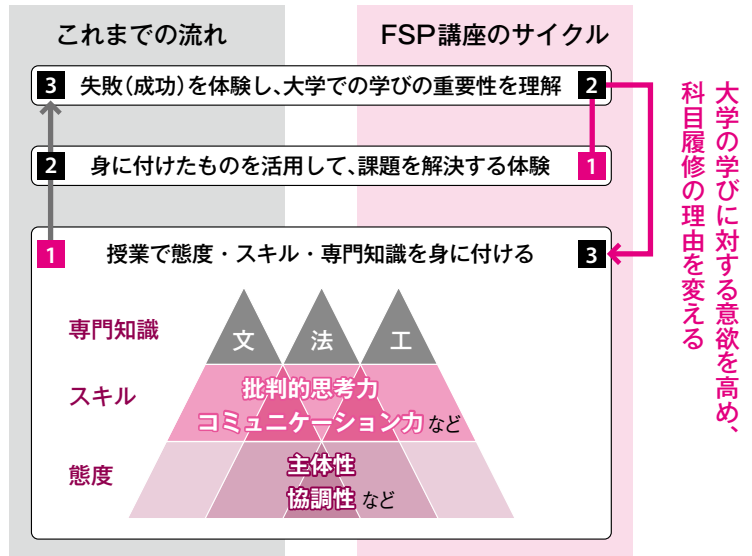 これまでの流れ
FSP講座のサイクル
3 失敗（成功）を体験し、大学での学びの重要性を理解 2
2 身に付けたものを活用して、課題を解決する体験 1
1 授業で態度・スキル・専門知識を身に付ける 3
専門知識
文 法 工
スキル
批判的思考力
コミュニケーション力 など
態度
主体性
協調性 など
大学の学びに対する意欲を高め、
科目履修の理由を変える